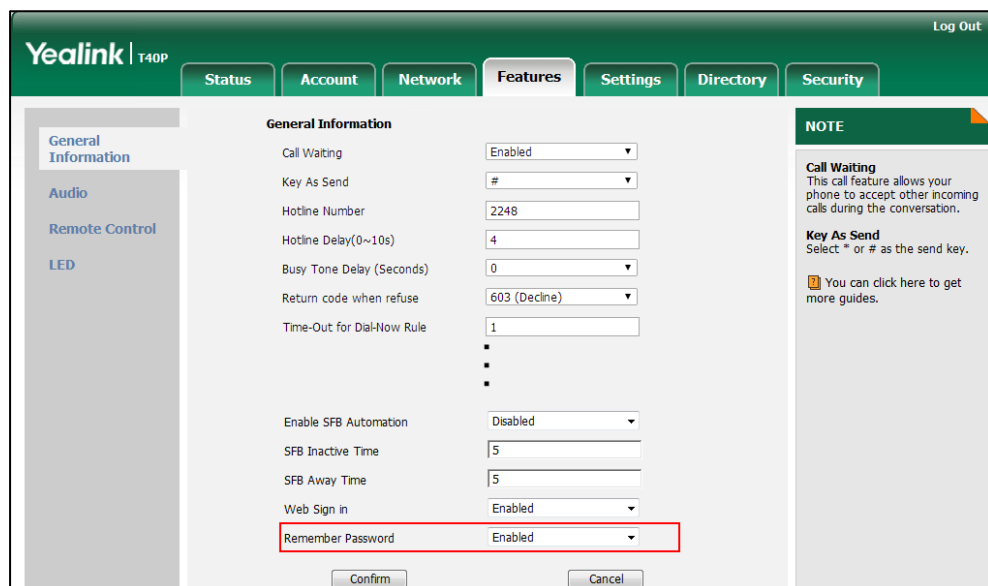 Log Out
Yealink T40P
Status Account Network Features Settings Directory Security
General Information
Audio
Remote Control
LED
General Information
Call Waiting Enabled
Key As Send #
Hotline Number 2248
Hotline Delay(0~10s) 4
Busy Tone Delay (Seconds) 0
Return code when refuse 603 (Decline)
Time-Out for Dial-Now Rule 1
Enable SFB Automation Disabled
SFB Inactive Time 5
SFB Away Time 5
Web Sign in Enabled
Remember Password Enabled
Confirm Cancel
NOTE
Call Waiting
This call feature allows your
phone to accept other incoming
calls during the conversation.
Key As Send
Select * or # as the send key.
You can click here to get
more guides.